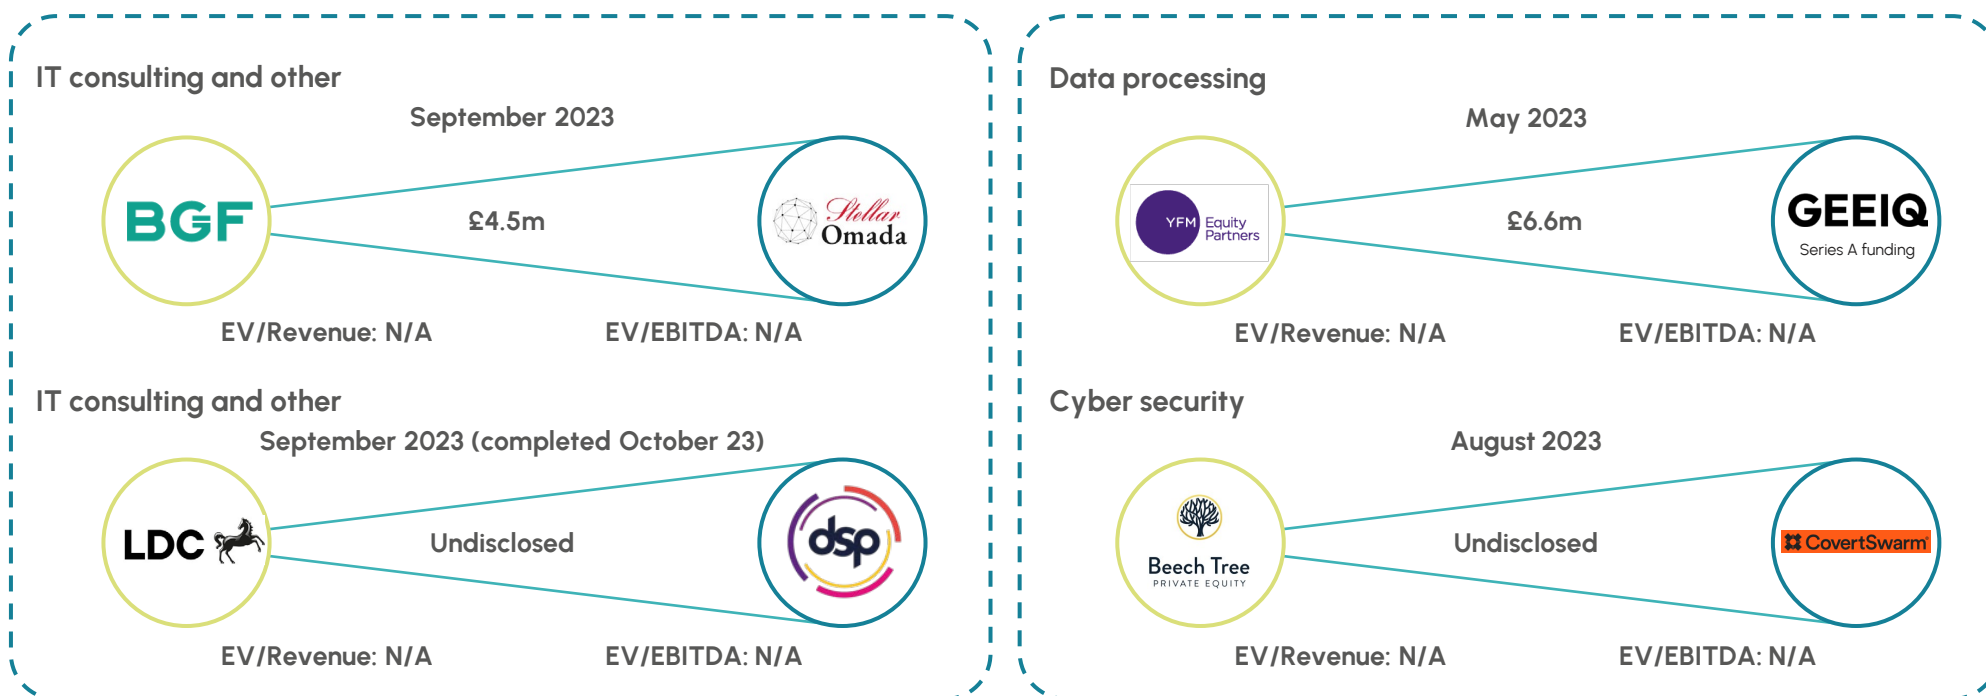 IT consulting and other
September 2023
BGF
£4.5m
Stellar
Omada
EV/Revenue: N/A
EV/EBITDA: N/A
IT consulting and other
September 2023 (completed October 23)
LDC
Undisclosed
dsp
EV/Revenue: N/A
EV/EBITDA: N/A
Data processing
May 2023
YFM Equity
Partners
£6.6m
GEEIQ
Series A funding
EV/Revenue: N/A
EV/EBITDA: N/A
Cyber security
August 2023
Beech Tree
PRIVATE EQUITY
Undisclosed
CovertSwarm
EV/Revenue: N/A
EV/EBITDA: N/A